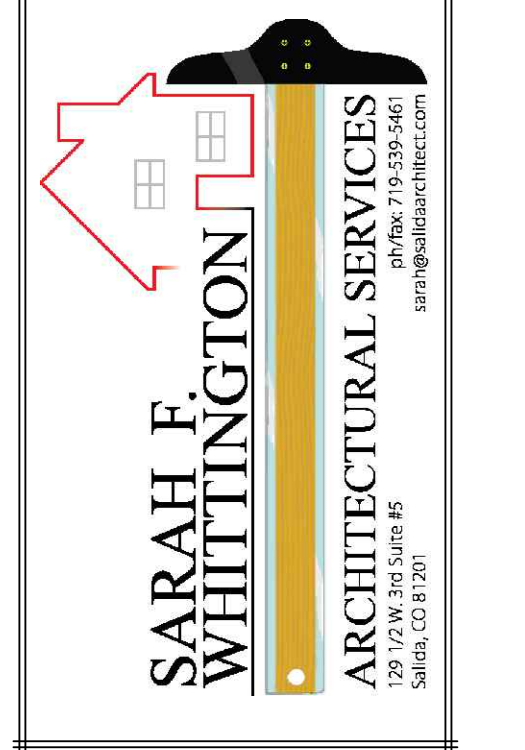 SARAH F.
WHITTINGTON
ARCHITECTURAL SERVICES
129 1/2 W. 3rd Suite #5
Salida, CO 81201
ph/fax: 719-539-5461
sarah@salidaarchitect.com